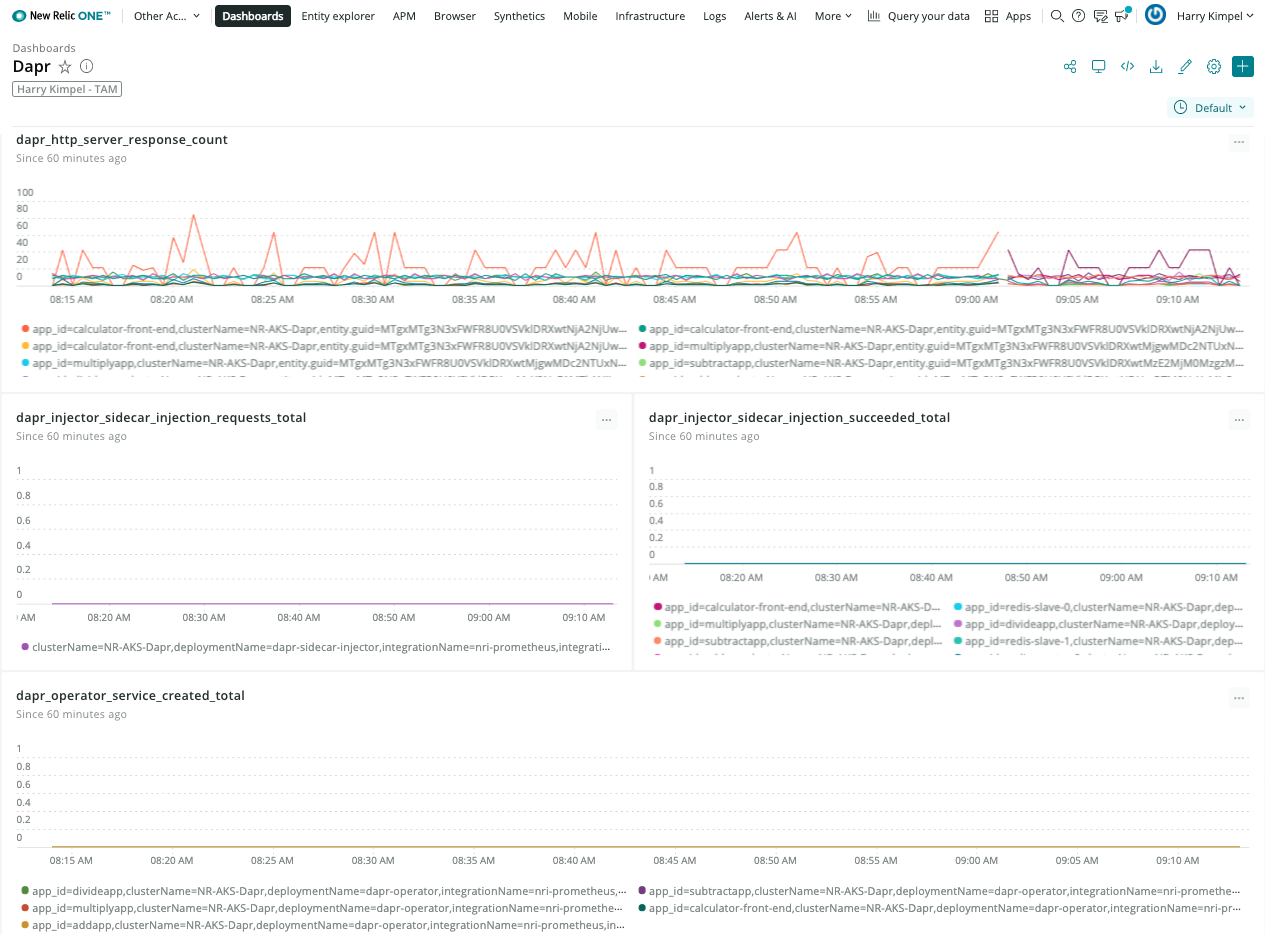 New Relic ONE™ Other Ac... Dashboards Entity explorer APM Browser Synthetics Mobile Infrastructure Logs Alerts & AI More Query your data Apps Harry Kimpel
Dashboards
Dapr
Harry Kimpel - TAM
Default
dapr_http_server_response_count
Since 60 minutes ago
100
80
60
40
20
0
08:15 AM 08:20 AM 08:25 AM 08:30 AM 08:35 AM 08:40 AM 08:45 AM 08:50 AM 08:55 AM 09:00 AM 09:05 AM 09:10 AM
app_id=calculator-front-end,clusterName=NR-AKS-Dapr,entity.guid=
app_id=calculator-front-end,clusterName=NR-AKS-Dapr,entity.guid=
app_id=calculator-front-end,clusterName=NR-AKS-Dapr,entity.guid=
app_id=multiplyapp,clusterName=NR-AKS-Dapr,entity.guid=
app_id=multiplyapp,clusterName=NR-AKS-Dapr,entity.guid=
app_id=subtractapp,clusterName=NR-AKS-Dapr,entity.guid=
dapr_injector_sidecar_injection_requests_total
Since 60 minutes ago
1
0.8
0.6
0.4
0.2
0
AM 08:20 AM 08:30 AM 08:40 AM 08:50 AM 09:00 AM 09:10 AM
clusterName=NR-AKS-Dapr,deploymentName=dapr-sidecar-injector,integrationName=nri-prometheus,integrati...
dapr_injector_sidecar_injection_succeeded_total
Since 60 minutes ago
1
0.8
0.6
0.4
0.2
0
AM 08:20 AM 08:30 AM 08:40 AM 08:50 AM 09:00 AM 09:10 AM
app_id=calculator-front-end,clusterName=NR-AKS-D...
app_id=redis-slave-0,clusterName=NR-AKS-Dapr,dep...
app_id=multiplyapp,clusterName=NR-AKS-Dapr,depl...
app_id=divideapp,clusterName=NR-AKS-Dapr,deploy...
app_id=subtractapp,clusterName=NR-AKS-Dapr,depl...
app_id=redis-slave-1,clusterName=NR-AKS-Dapr,dep...
dapr_operator_service_created_total
Since 60 minutes ago
1
0.8
0.6
0.4
0.2
0
08:15 AM 08:20 AM 08:25 AM 08:30 AM 08:35 AM 08:40 AM 08:45 AM 08:50 AM 08:55 AM 09:00 AM 09:05 AM 09:10 AM
app_id=divideapp,clusterName=NR-AKS-Dapr,deploymentName=dapr-operator,integrationName=nri-prometheus,...
app_id=subtractapp,clusterName=NR-AKS-Dapr,deploymentName=dapr-operator,integrationName=nri-promethe...
app_id=multiplyapp,clusterName=NR-AKS-Dapr,deploymentName=dapr-operator,integrationName=nri-promethe...
app_id=calculator-front-end,clusterName=NR-AKS-Dapr,deploymentName=dapr-operator,integrationName=nri-pr...
app_id=addapp,clusterName=NR-AKS-Dapr,deploymentName=dapr-operator,integrationName=nri-prometheus,in...